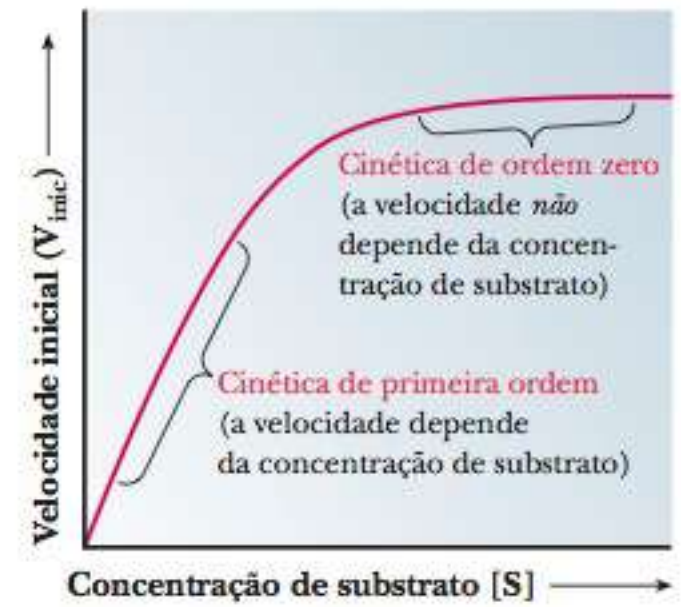 Velocidade inicial (Vinic)
Cinética de ordem zero
(a velocidade não
depende da concen-
tração de substrato)
Cinética de primeira ordem
(a velocidade depende
da concentração de substrato)
Concentração de substrato [S]